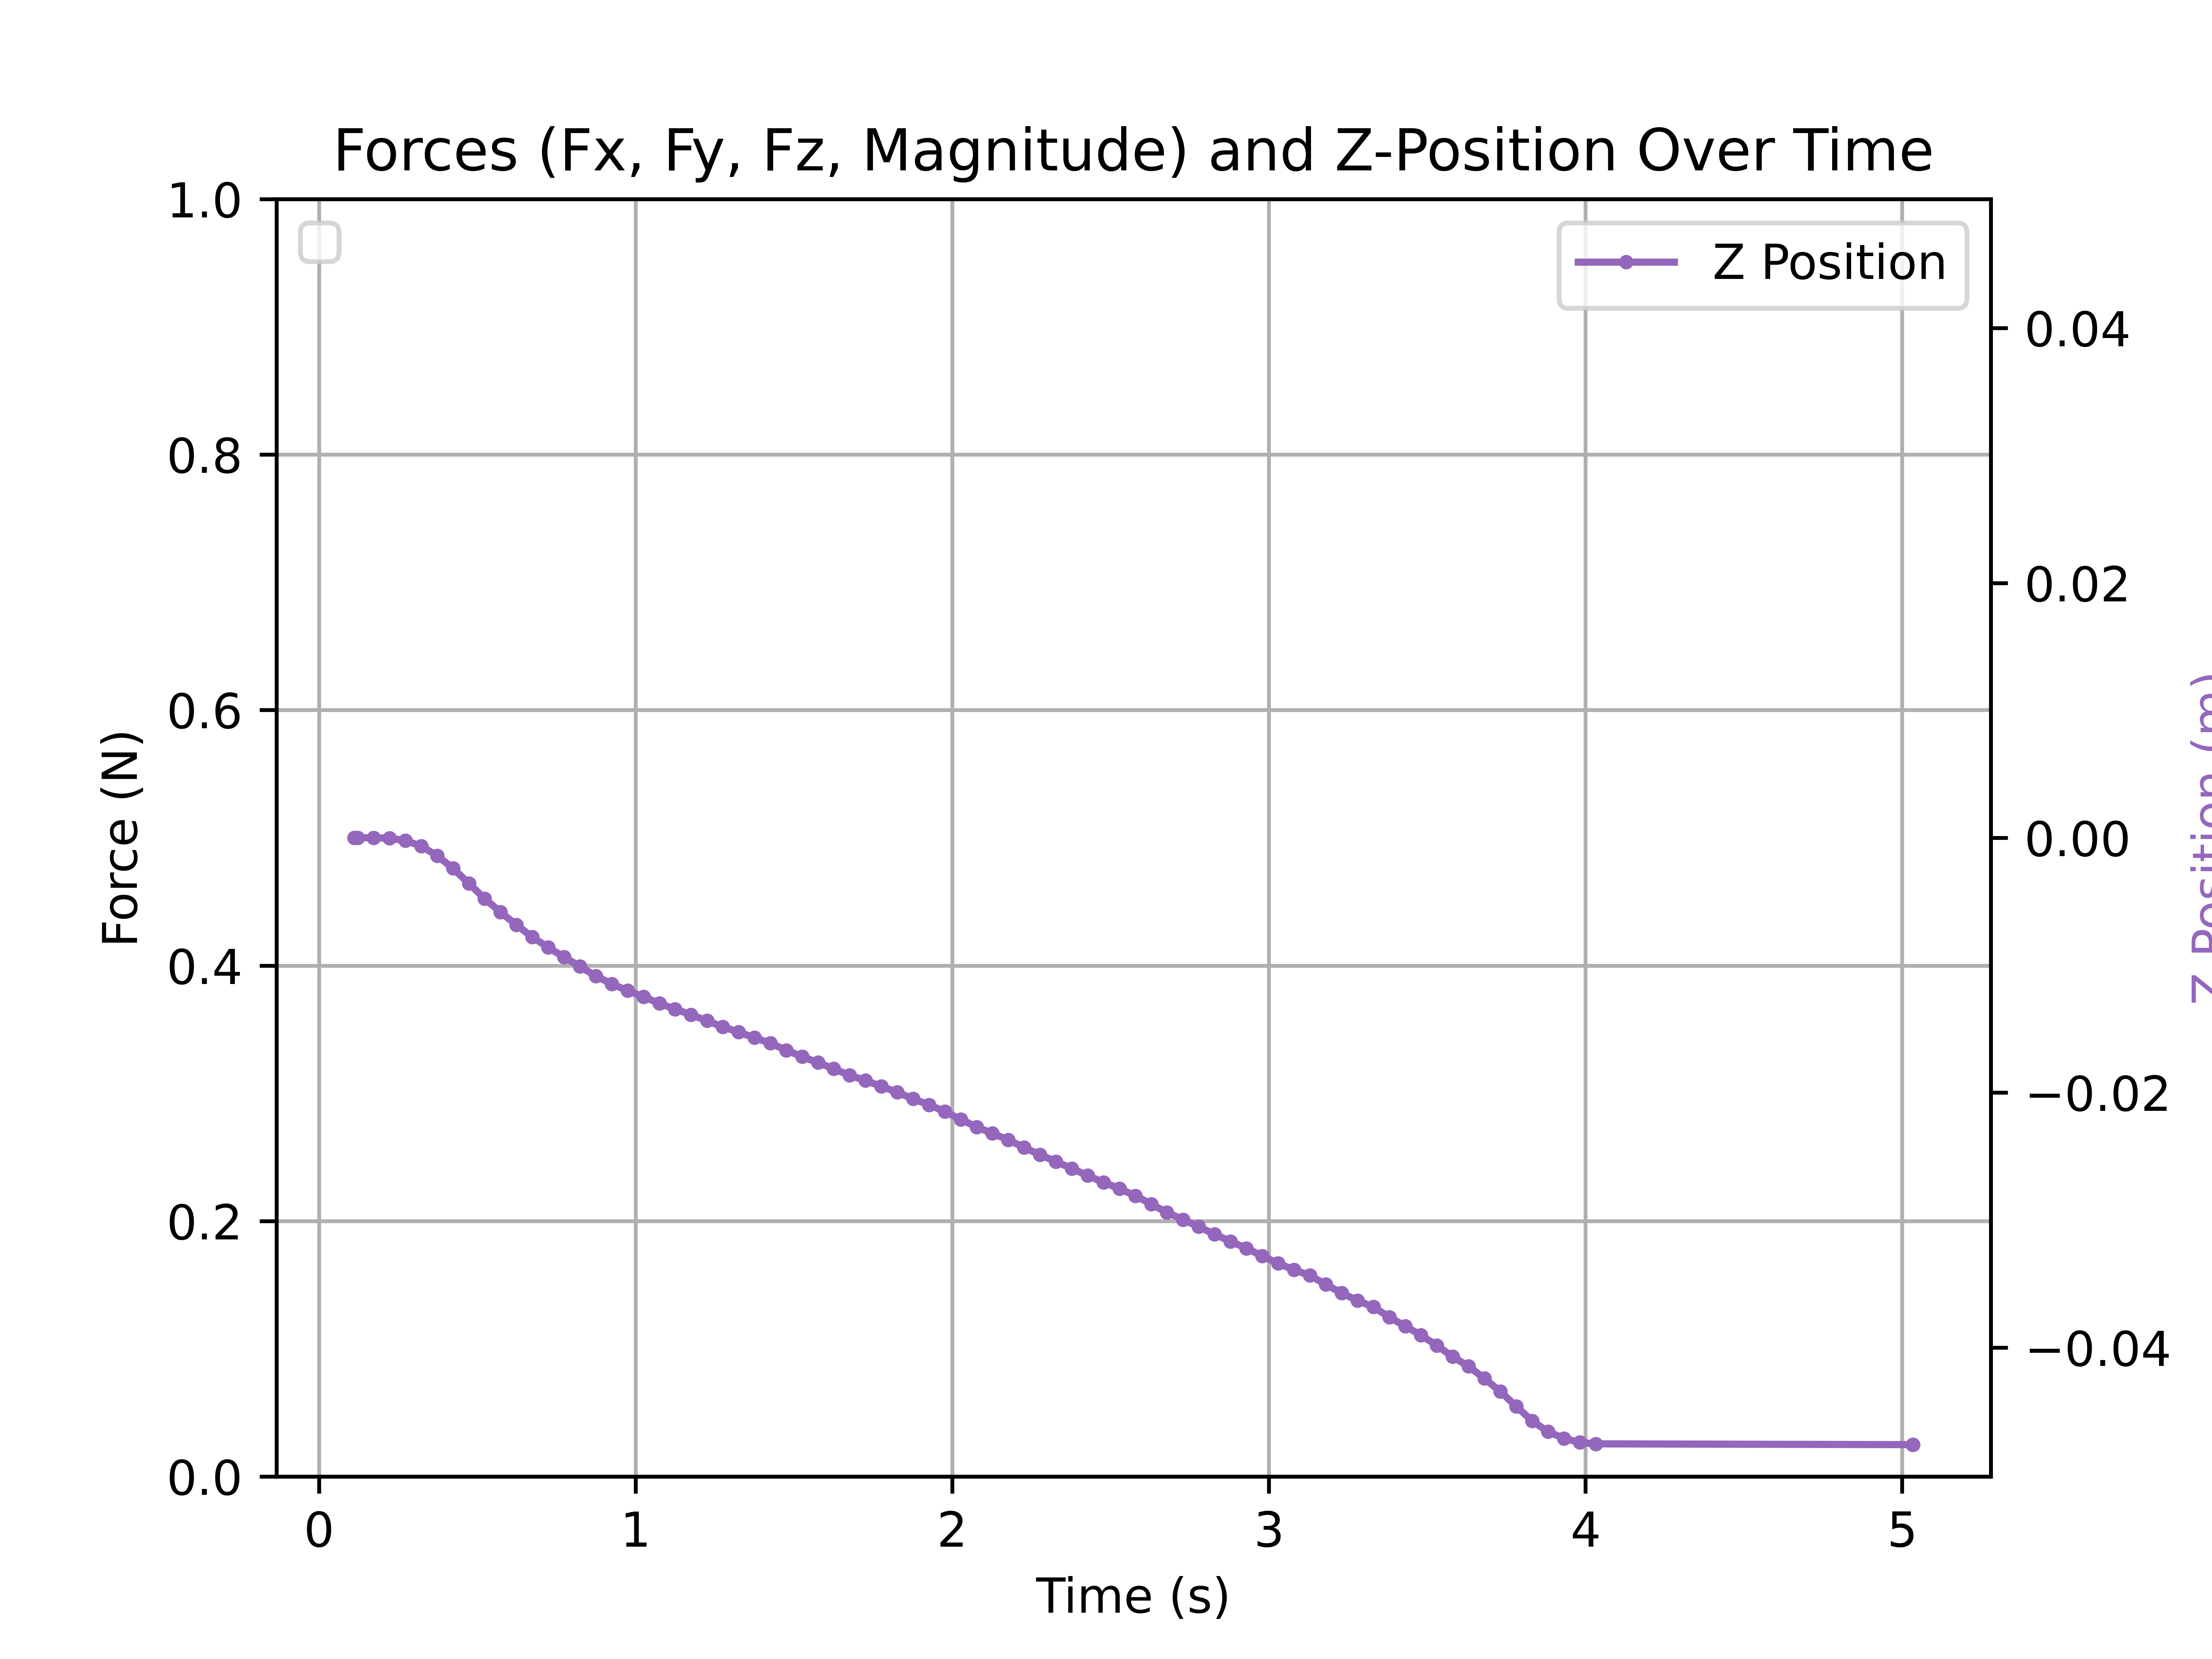 Forces (Fx, Fy, Fz, Magnitude) and Z-Position Over Time
Z Position
1.0
0.8
0.6
0.4
0.2
0.0
Force (N)
0.04
0.02
0.00
−0.02
−0.04
Z Position (m)
0 1 2 3 4 5
Time (s)